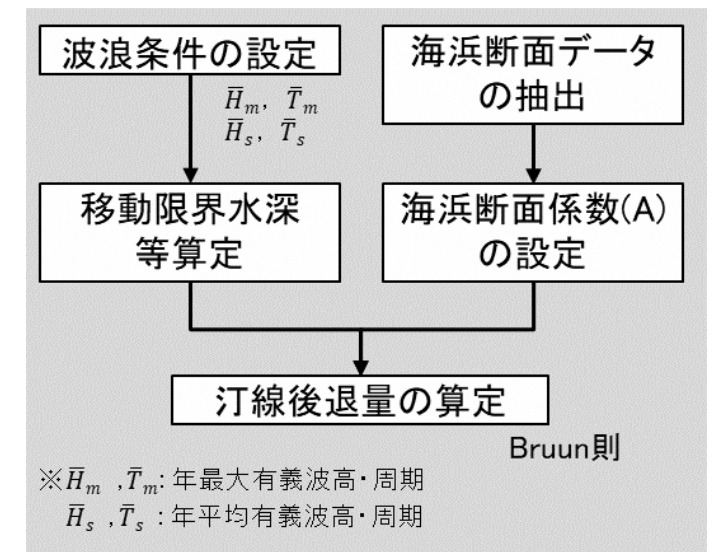 波浪条件の設定
H̅ₘ, T̅ₘ
H̅ₛ, T̅ₛ
移動限界水深
等算定
海浜断面データ
の抽出
海浜断面係数(A)
の設定
汀線後退量の算定
Bruun則
※H̅ₘ ,T̅ₘ: 年最大有義波高・周期
H̅ₛ ,T̅ₛ : 年平均有義波高・周期